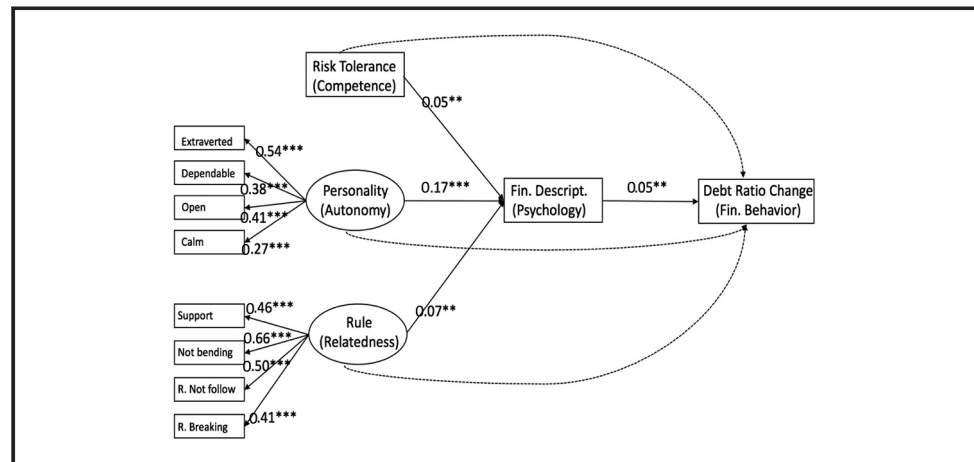 Risk Tolerance
(Competence)
0.05**
Extraverted
0.54***
Dependable
0.38***
Open
0.41***
Calm
0.27***
Personality
(Autonomy)
0.17***
Fin. Descript.
(Psychology)
0.05**
Debt Ratio Change
(Fin. Behavior)
Support
0.46***
Not bending
0.66***
0.50***
R. Not follow
R. Breaking
0.41***
Rule
(Relatedness)
0.07**